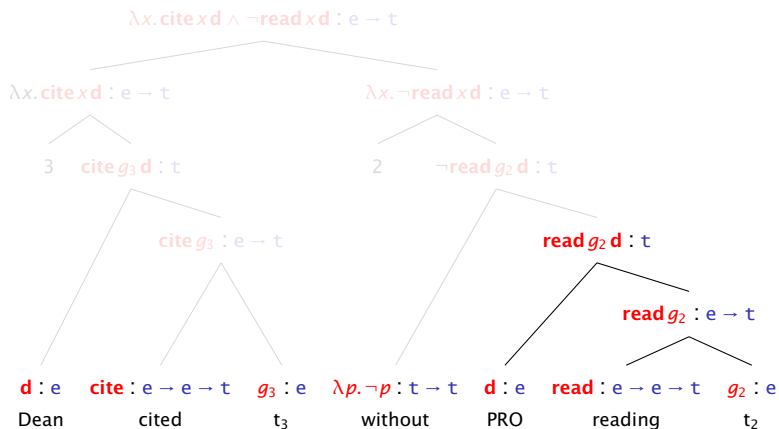 λx. cite x d ∧ ¬read x d : e → t
λx. cite x d : e → t λx. ¬read x d : e → t
3 cite g₃ d : t 2 ¬read g₂ d : t
cite g₃ : e → t read g₂ d : t
read g₂ : e → t
d : e cite : e → e → t g₃ : e λp. ¬p : t → t d : e read : e → e → t g₂ : e
Dean cited t₃ without PRO reading t₂